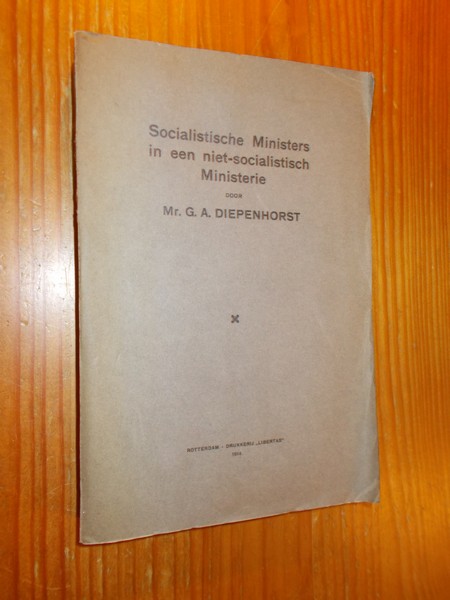 Socialistische Ministers
in een niet-socialistisch
Ministerie
DOOR
Mr. G. A. DIEPENHORST
ROTTERDAM - DRUKKERIJ „LIBERTAS"